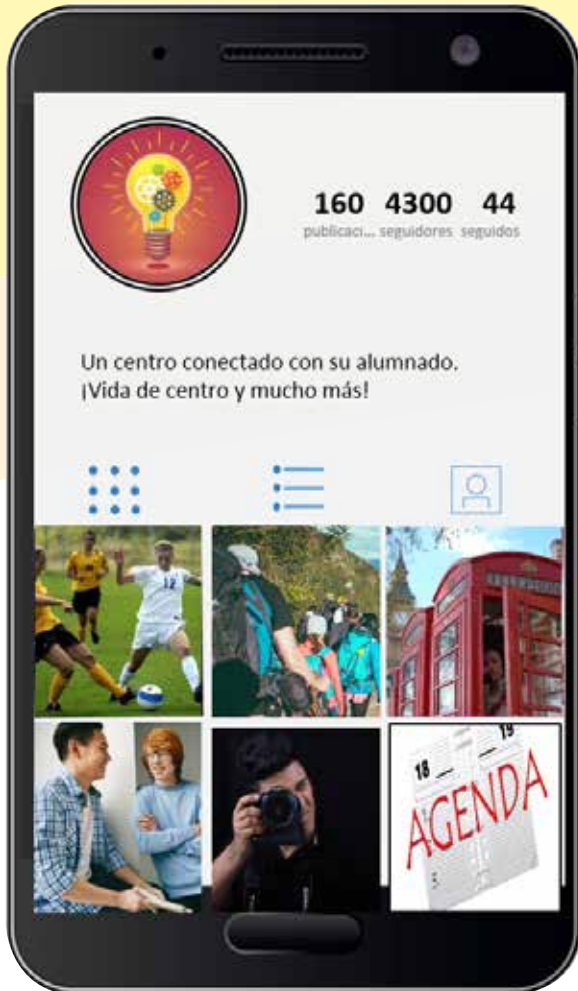 160 4300 44
publicaci... seguidores seguidos
Un centro conectado con su alumnado.
¡Vida de centro y mucho más!
12
18 19
AGENDA